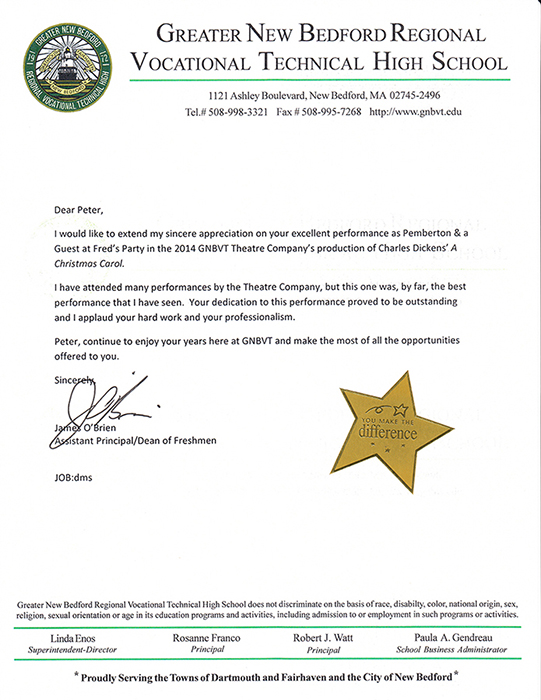 GREATER NEW BEDFORD
REGIONAL VOCATIONAL TECHNICAL HIGH
NEW BEDFORD
GREATER NEW BEDFORD REGIONAL
VOCATIONAL TECHNICAL HIGH SCHOOL
1121 Ashley Boulevard, New Bedford, MA 02745-2496
Tel.# 508-998-3321 Fax # 508-995-7268 http://www.gnbvt.edu
Dear Peter,
I would like to extend my sincere appreciation on your excellent performance as Pemberton & a
Guest at Fred's Party in the 2014 GNBVT Theatre Company's production of Charles Dickens' A
Christmas Carol.
I have attended many performances by the Theatre Company, but this one was, by far, the best
performance that I have seen. Your dedication to this performance proved to be outstanding
and I applaud your hard work and your professionalism.
Peter, continue to enjoy your years here at GNBVT and make the most of all the opportunities
offered to you.
Sincerely,
James O'Brien
Assistant Principal/Dean of Freshmen
YOU MAKE THE
difference
JOB:dms
Greater New Bedford Regional Vocational Technical High School does not discriminate on the basis of race, disabilty, color, national origin, sex,
religion, sexual orientation or age in its education programs and activities, including admission to or employment in such programs or activities.
Linda Enos Rosanne Franco Robert J. Watt Paula A. Gendreau
Superintendent-Director Principal Principal School Business Administrator
* Proudly Serving the Towns of Dartmouth and Fairhaven and the City of New Bedford *